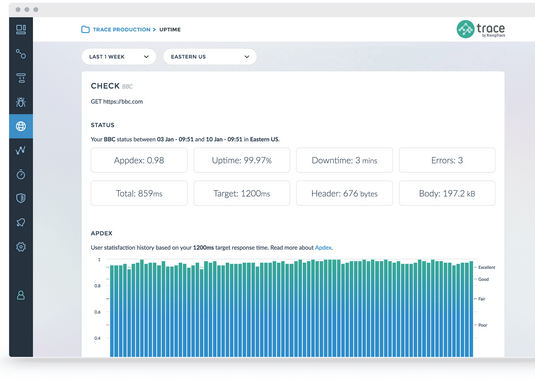 TRACE PRODUCTION > UPTIME
trace
by RisingStack
LAST 1 WEEK
EASTERN US
CHECK BBC
GET https://bbc.com
STATUS
Your BBC status between 03 Jan - 09:51 and 10 Jan - 09:51 in Eastern US.
Appdex: 0.98
Uptime: 99.97%
Downtime: 3 mins
Errors: 3
Total: 859ms
Target: 1200ms
Header: 676 bytes
Body: 197.2 kB
APDEX
User statisfaction history based on your 1200ms target response time. Read more about Apdex.
1
Excellent
Good
0.8
Fair
0.6
Poor
0.4